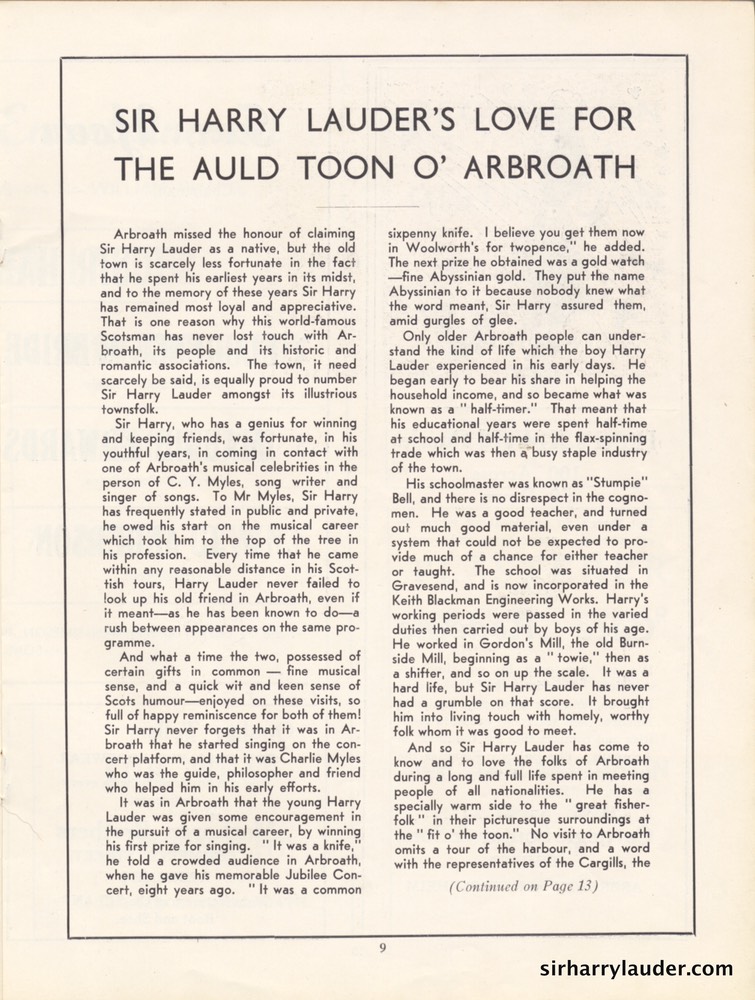 SIR HARRY LAUDER'S LOVE FOR
THE AULD TOON O' ARBROATH
Arbroath missed the honour of claiming
Sir Harry Lauder as a native, but the old
town is scarcely less fortunate in the fact
that he spent his earliest years in its midst,
and to the memory of these years Sir Harry
has remained most loyal and appreciative.
That is one reason why this world-famous
Scotsman has never lost touch with Ar-
broath, its people and its historic and
romantic associations. The town, it need
scarcely be said, is equally proud to number
Sir Harry Lauder amongst its illustrious
townsfolk.
Sir Harry, who has a genius for winning
and keeping friends, was fortunate, in his
youthful years, in coming in contact with
one of Arbroath's musical celebrities in the
person of C. Y. Myles, song writer and
singer of songs. To Mr Myles, Sir Harry
has frequently stated in public and private,
he owed his start on the musical career
which took him to the top of the tree in
his profession. Every time that he came
within any reasonable distance in his Scot-
tish tours, Harry Lauder never failed to
look up his old friend in Arbroath, even if
it meant—as he has been known to do—a
rush between appearances on the same pro-
gramme.
And what a time the two, possessed of
certain gifts in common — fine musical
sense, and a quick wit and keen sense of
Scots humour—enjoyed on these visits, so
full of happy reminiscence for both of them!
Sir Harry never forgets that it was in Ar-
broath that he started singing on the con-
cert platform, and that it was Charlie Myles
who was the guide, philosopher and friend
who helped him in his early efforts.
It was in Arbroath that the young Harry
Lauder was given some encouragement in
the pursuit of a musical career, by winning
his first prize for singing. "It was a knife,"
he told a crowded audience in Arbroath,
when he gave his memorable Jubilee Con-
cert, eight years ago. "It was a common
sixpenny knife. I believe you get them now
in Woolworth's for twopence," he added.
The next prize he obtained was a gold watch
—fine Abyssinian gold. They put the name
Abyssinian to it because nobody knew what
the word meant, Sir Harry assured them,
amid gurgles of glee.
Only older Arbroath people can under-
stand the kind of life which the boy Harry
Lauder experienced in his early days. He
began early to bear his share in helping the
household income, and so became what was
known as a "half-timer." That meant that
his educational years were spent half-time
at school and half-time in the flax-spinning
trade which was then a busy staple industry
of the town.
His schoolmaster was known as "Stumpie"
Bell, and there is no disrespect in the cogno-
men. He was a good teacher, and turned
out much good material, even under a
system that could not be expected to pro-
vide much of a chance for either teacher
or taught. The school was situated in
Gravesend, and is now incorporated in the
Keith Blackman Engineering Works. Harry's
working periods were passed in the varied
duties then carried out by boys of his age.
He worked in Gordon's Mill, the old Burn-
side Mill, beginning as a "towie," then as
a shifter, and so on up the scale. It was a
hard life, but Sir Harry Lauder has never
had a grumble on that score. It brought
him into living touch with homely, worthy
folk whom it was good to meet.
And so Sir Harry Lauder has come to
know and to love the folks of Arbroath
during a long and full life spent in meeting
people of all nationalities. He has a
specially warm side to the "great fisher-
folk" in their picturesque surroundings at
the "fit o' the toon." No visit to Arbroath
omits a tour of the harbour, and a word
with the representatives of the Cargills, the
(Continued on Page 13)
9
sirharrylauder.com